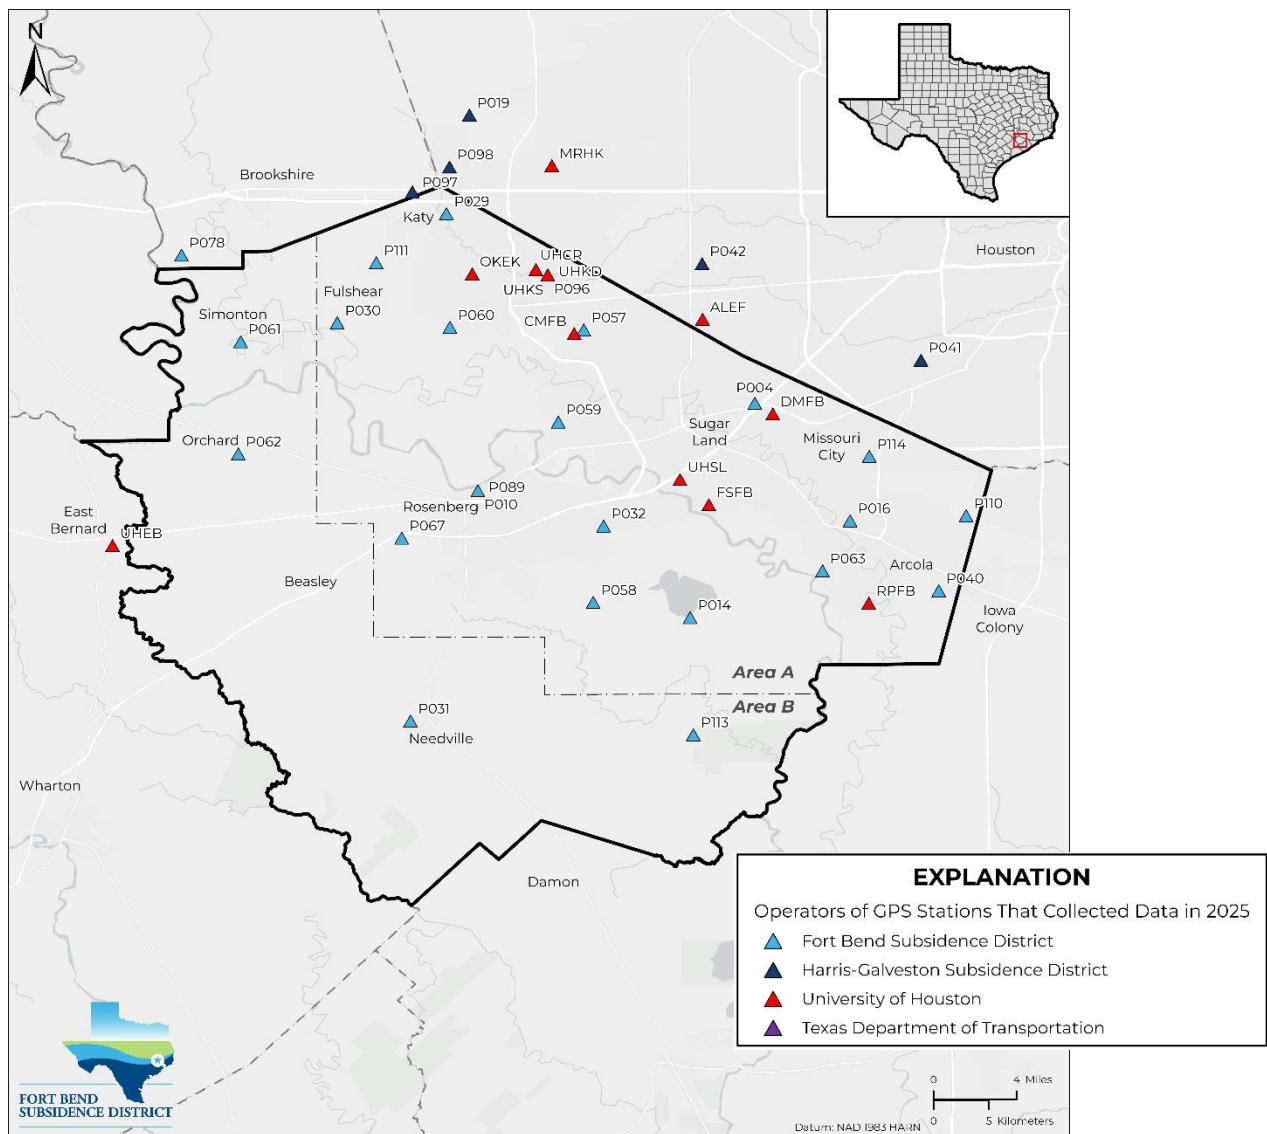 N
P019
P098
MRHK
Brookshire
P097
P029
Katy
P078
P111
OKEK
UHCR
UHKD
UHKS
P096
P042
Houston
Fulshear
P030
Simonton
P061
P060
CMFB
P057
ALEF
P041
P004
DMFB
P059
Sugar
Land
Missouri
City
P114
Orchard
P062
UHSL
FSFB
P089
P010
Rosenberg
P032
P016
P110
East
Bernard
UHEB
P067
Beasley
P063
Arcola
P040
RPFB
P058
P014
Iowa
Colony
Area A
Area B
P031
Needville
P113
Wharton
Damon
EXPLANATION
Operators of GPS Stations That Collected Data in 2025
Fort Bend Subsidence District
Harris-Galveston Subsidence District
University of Houston
Texas Department of Transportation
FORT BEND
SUBSIDENCE DISTRICT
0 4 Miles
0 5 Kilometers
Datum: NAD 1983 HARN